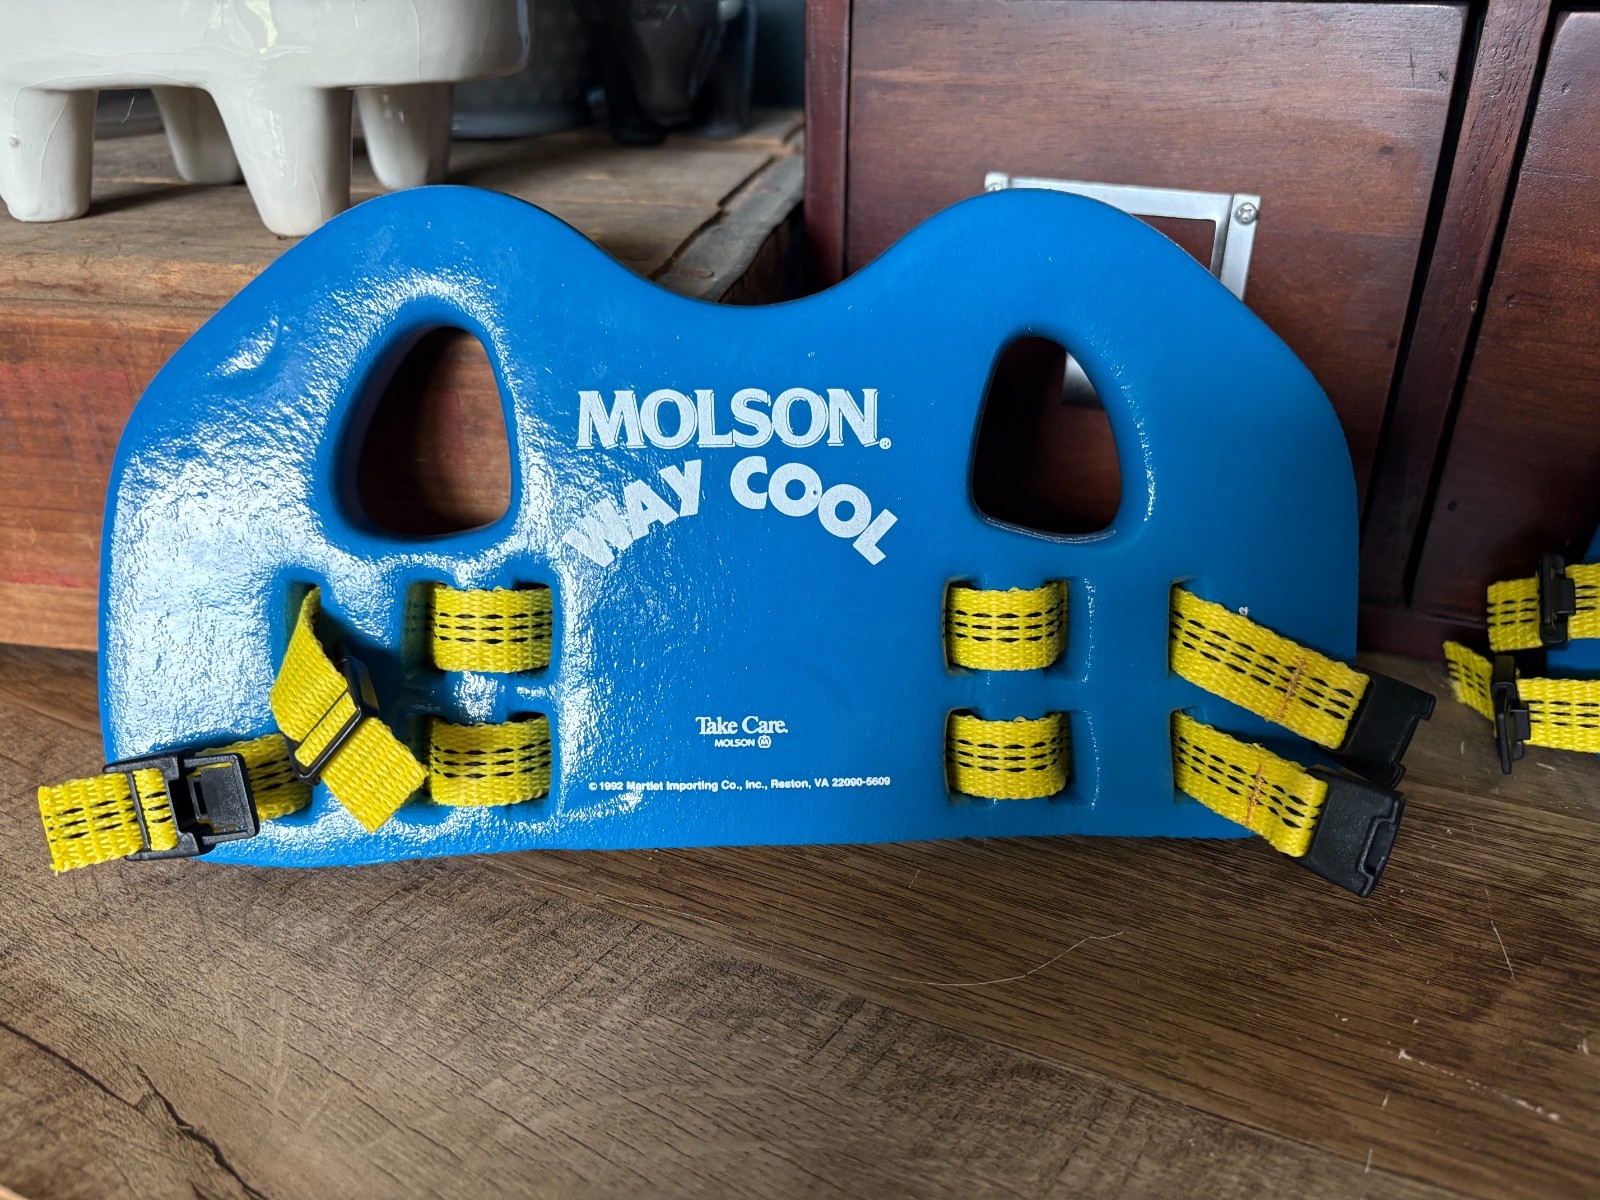 MOLSON®
WAY COOL
Take Care.
MOLSON M
© 1992 Martlet Importing Co., Inc., Reston, VA 22090-5609